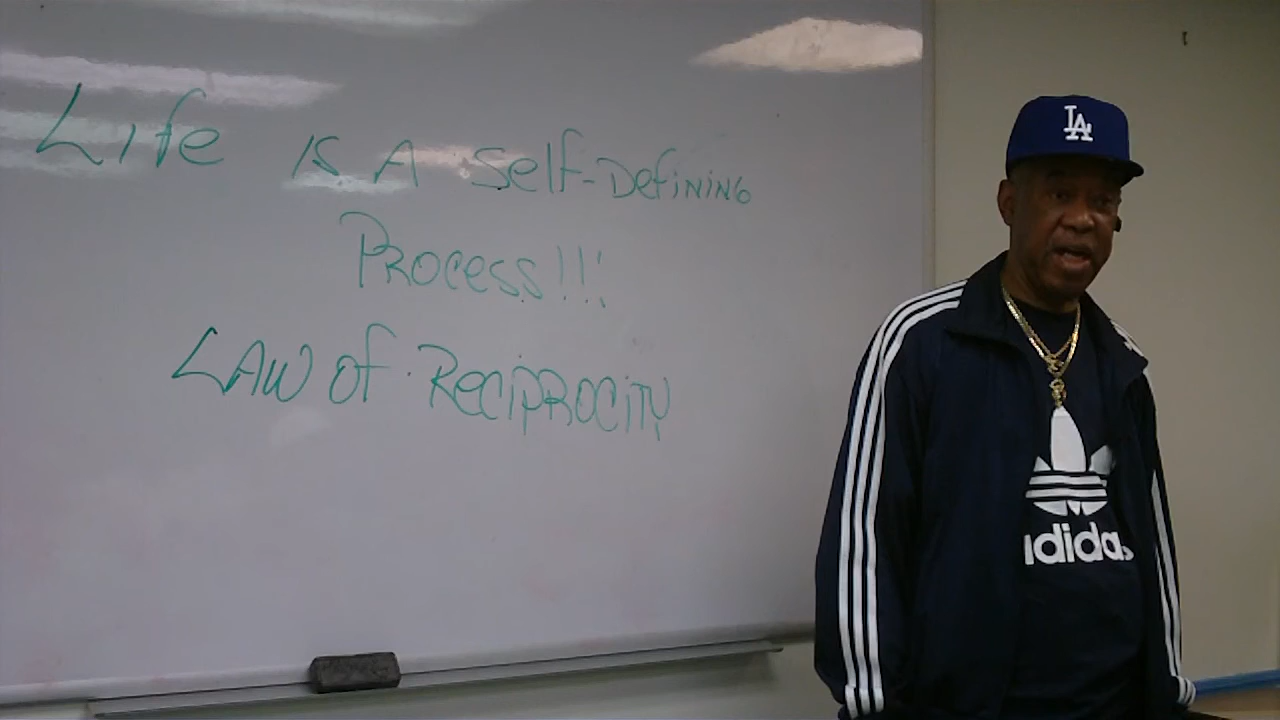 Life is A Self-Defining
Process!!!
LAW of Reciprocity
LA
adidas